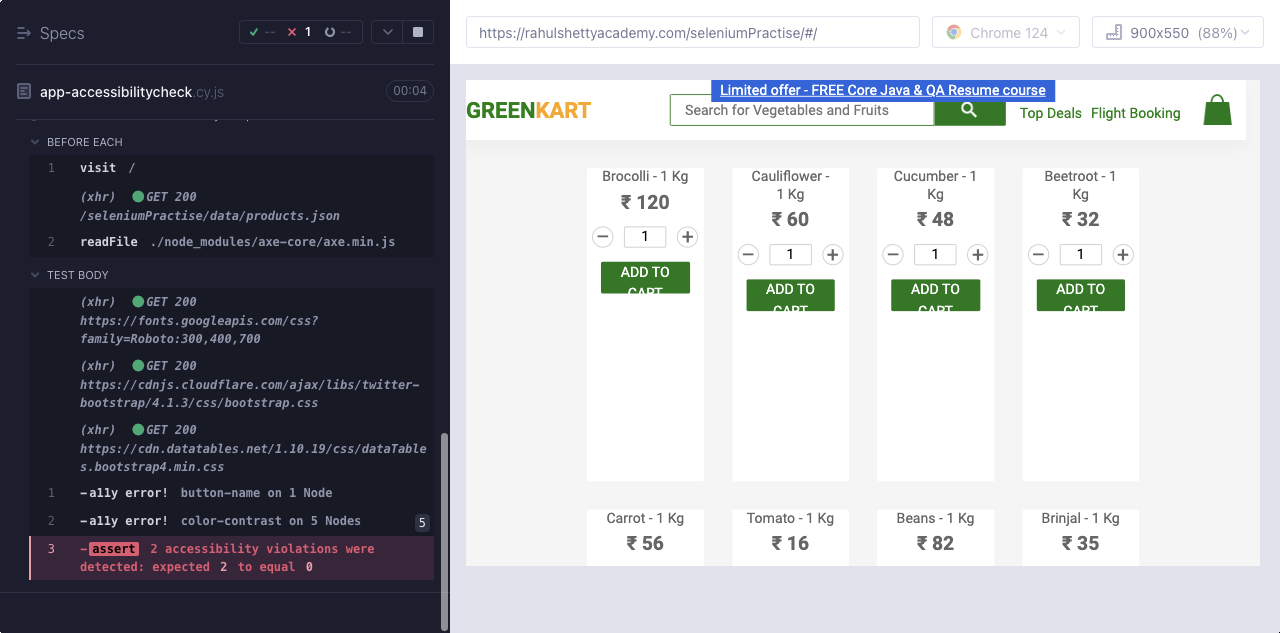 Specs
-- 1 --
app-accessibilitycheck.cy.js 00:04
BEFORE EACH
1 visit /
(xhr) GET 200
/seleniumPractise/data/products.json
2 readFile ./node_modules/axe-core/axe.min.js
TEST BODY
(xhr) GET 200
https://fonts.googleapis.com/css?
family=Roboto:300,400,700
(xhr) GET 200
https://cdnjs.cloudflare.com/ajax/libs/twitter-
bootstrap/4.1.3/css/bootstrap.css
(xhr) GET 200
https://cdn.datatables.net/1.10.19/css/dataTable
s.bootstrap4.min.css
1 -a11y error! button-name on 1 Node
2 -a11y error! color-contrast on 5 Nodes 5
3 -assert 2 accessibility violations were
detected: expected 2 to equal 0
https://rahulshettyacademy.com/seleniumPractise/#/
Chrome 124
900x550 (88%)
Limited offer - FREE Core Java & QA Resume course
GREENKART
Search for Vegetables and Fruits
Top Deals Flight Booking
Brocolli - 1 Kg
₹ 120
1
ADD TO
CART
Cauliflower -
1 Kg
₹ 60
1
ADD TO
CART
Cucumber - 1
Kg
₹ 48
1
ADD TO
CART
Beetroot - 1
Kg
₹ 32
1
ADD TO
CART
Carrot - 1 Kg
₹ 56
Tomato - 1 Kg
₹ 16
Beans - 1 Kg
₹ 82
Brinjal - 1 Kg
₹ 35